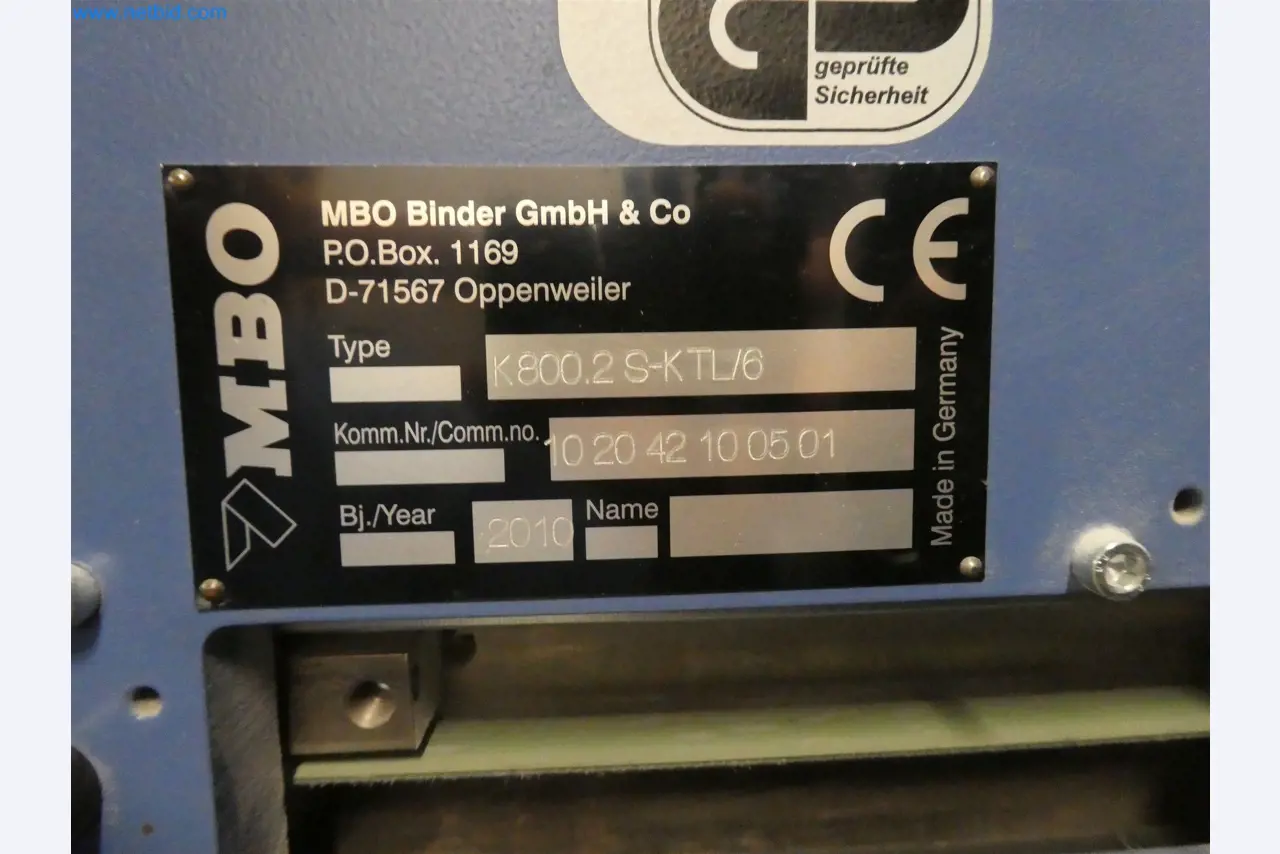 www.netbid.com
geprüfte
Sicherheit
MBO
MBO Binder GmbH & Co
P.O.Box. 1169
D-71567 Oppenweiler
CE
Type
K800.2 S-KTL/6
Komm.Nr./Comm.no.
10 20 42 10 05 01
Bj./Year
2010
Name
Made in Germany